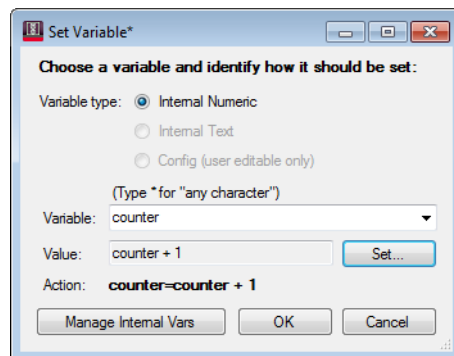 Set Variable*
Choose a variable and identify how it should be set:
Variable type: Internal Numeric
Internal Text
Config (user editable only)
(Type * for "any character")
Variable: counter
Value: counter + 1 Set...
Action: counter=counter + 1
Manage Internal Vars OK Cancel